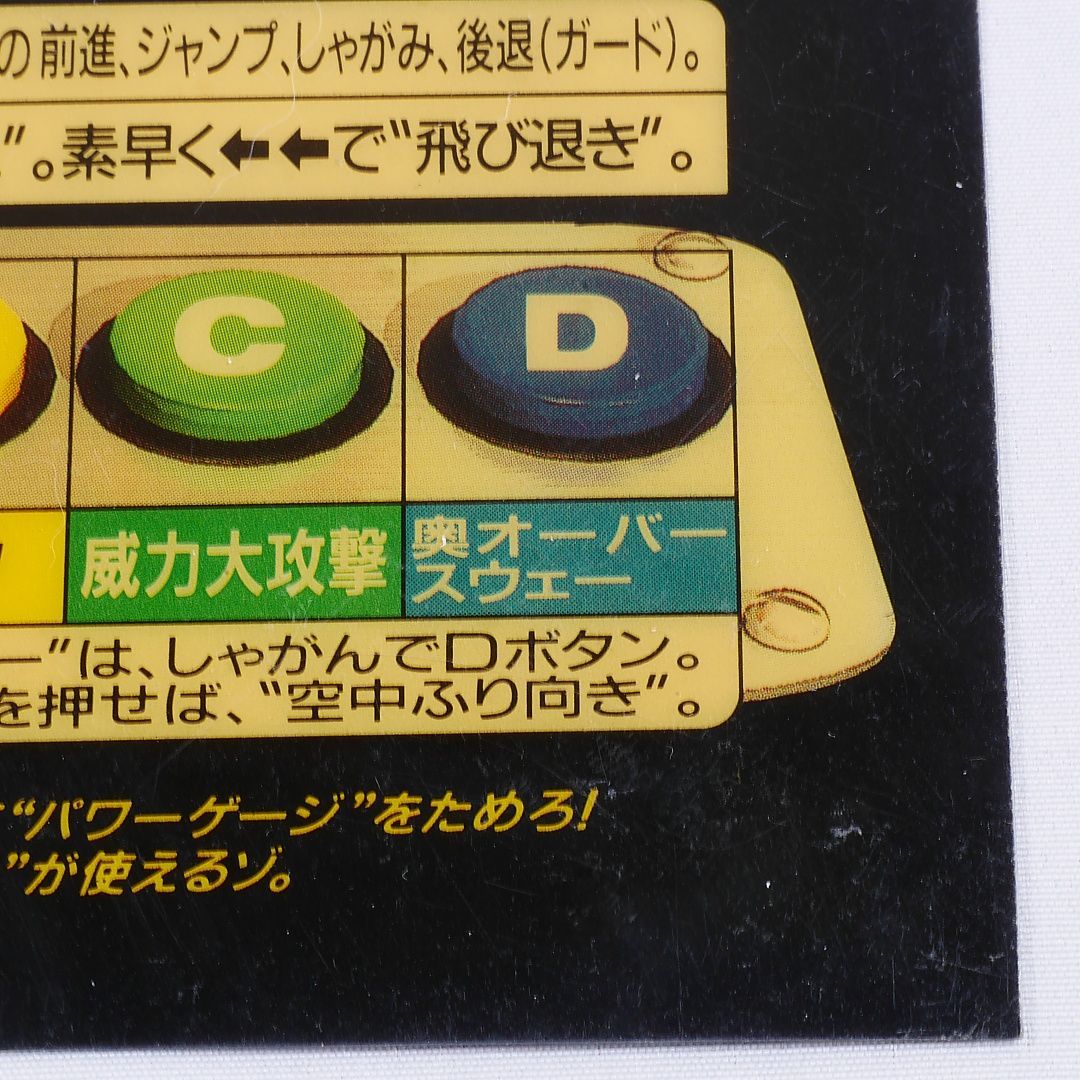 の前進、ジャンプ、しゃがみ、後退(ガード)。
”。素早く⬅⬅で“飛び退き”。
C
D
威力大攻撃
奥オーバー
スウェー
ー”は、しゃがんでDボタン。
を押せば、“空中ふり向き”。
“パワーゲージ”をためろ!
”が使えるゾ。